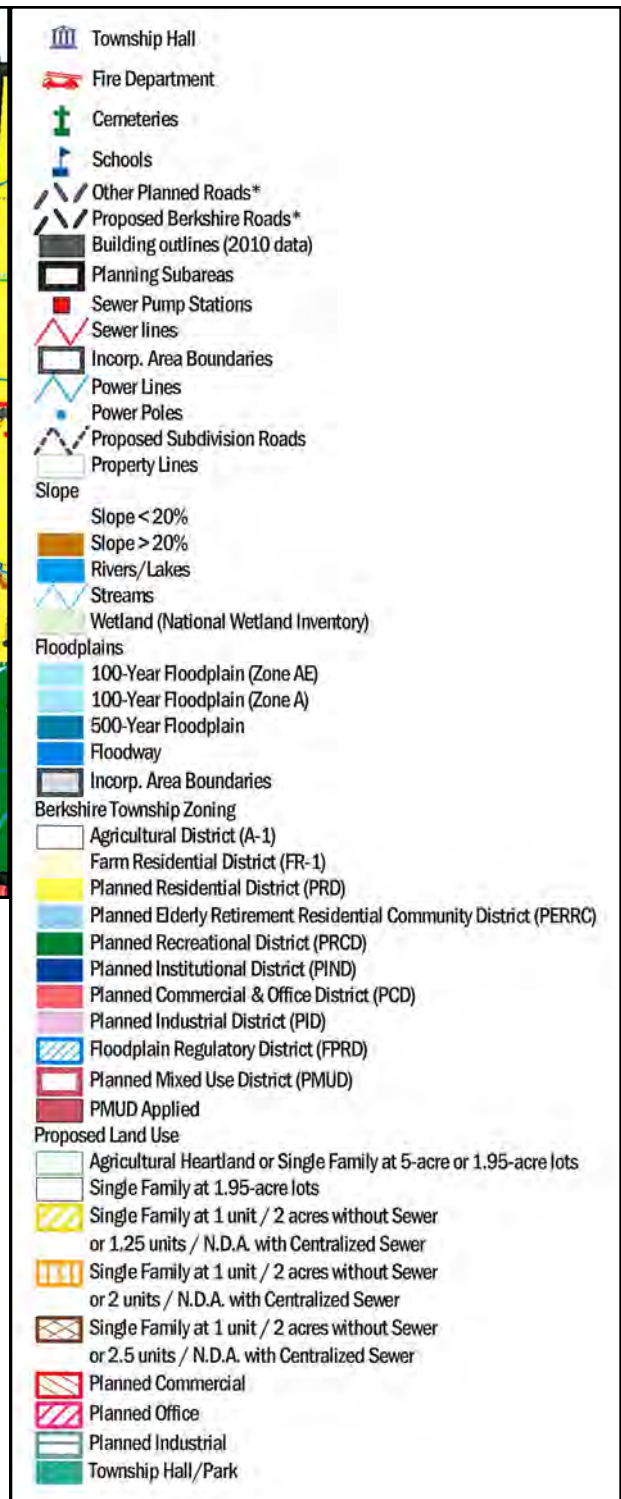 Township Hall
Fire Department
Cemeteries
Schools
Other Planned Roads*
Proposed Berkshire Roads*
Building outlines (2010 data)
Planning Subareas
Sewer Pump Stations
Sewer lines
Incorp. Area Boundaries
Power Lines
Power Poles
Proposed Subdivision Roads
Property Lines
Slope
Slope < 20%
Slope > 20%
Rivers/Lakes
Streams
Wetland (National Wetland Inventory)
Floodplains
100-Year Floodplain (Zone AE)
100-Year Floodplain (Zone A)
500-Year Floodplain
Floodway
Incorp. Area Boundaries
Berkshire Township Zoning
Agricultural District (A-1)
Farm Residential District (FR-1)
Planned Residential District (PRD)
Planned Elderly Retirement Residential Community District (PERRC)
Planned Recreational District (PRCD)
Planned Institutional District (PIND)
Planned Commercial & Office District (PCD)
Planned Industrial District (PID)
Floodplain Regulatory District (FPRD)
Planned Mixed Use District (PMUD)
PMUD Applied
Proposed Land Use
Agricultural Heartland or Single Family at 5-acre or 1.95-acre lots
Single Family at 1.95-acre lots
Single Family at 1 unit / 2 acres without Sewer
or 1.25 units / N.D.A. with Centralized Sewer
Single Family at 1 unit / 2 acres without Sewer
or 2 units / N.D.A. with Centralized Sewer
Single Family at 1 unit / 2 acres without Sewer
or 2.5 units / N.D.A. with Centralized Sewer
Planned Commercial
Planned Office
Planned Industrial
Township Hall/Park